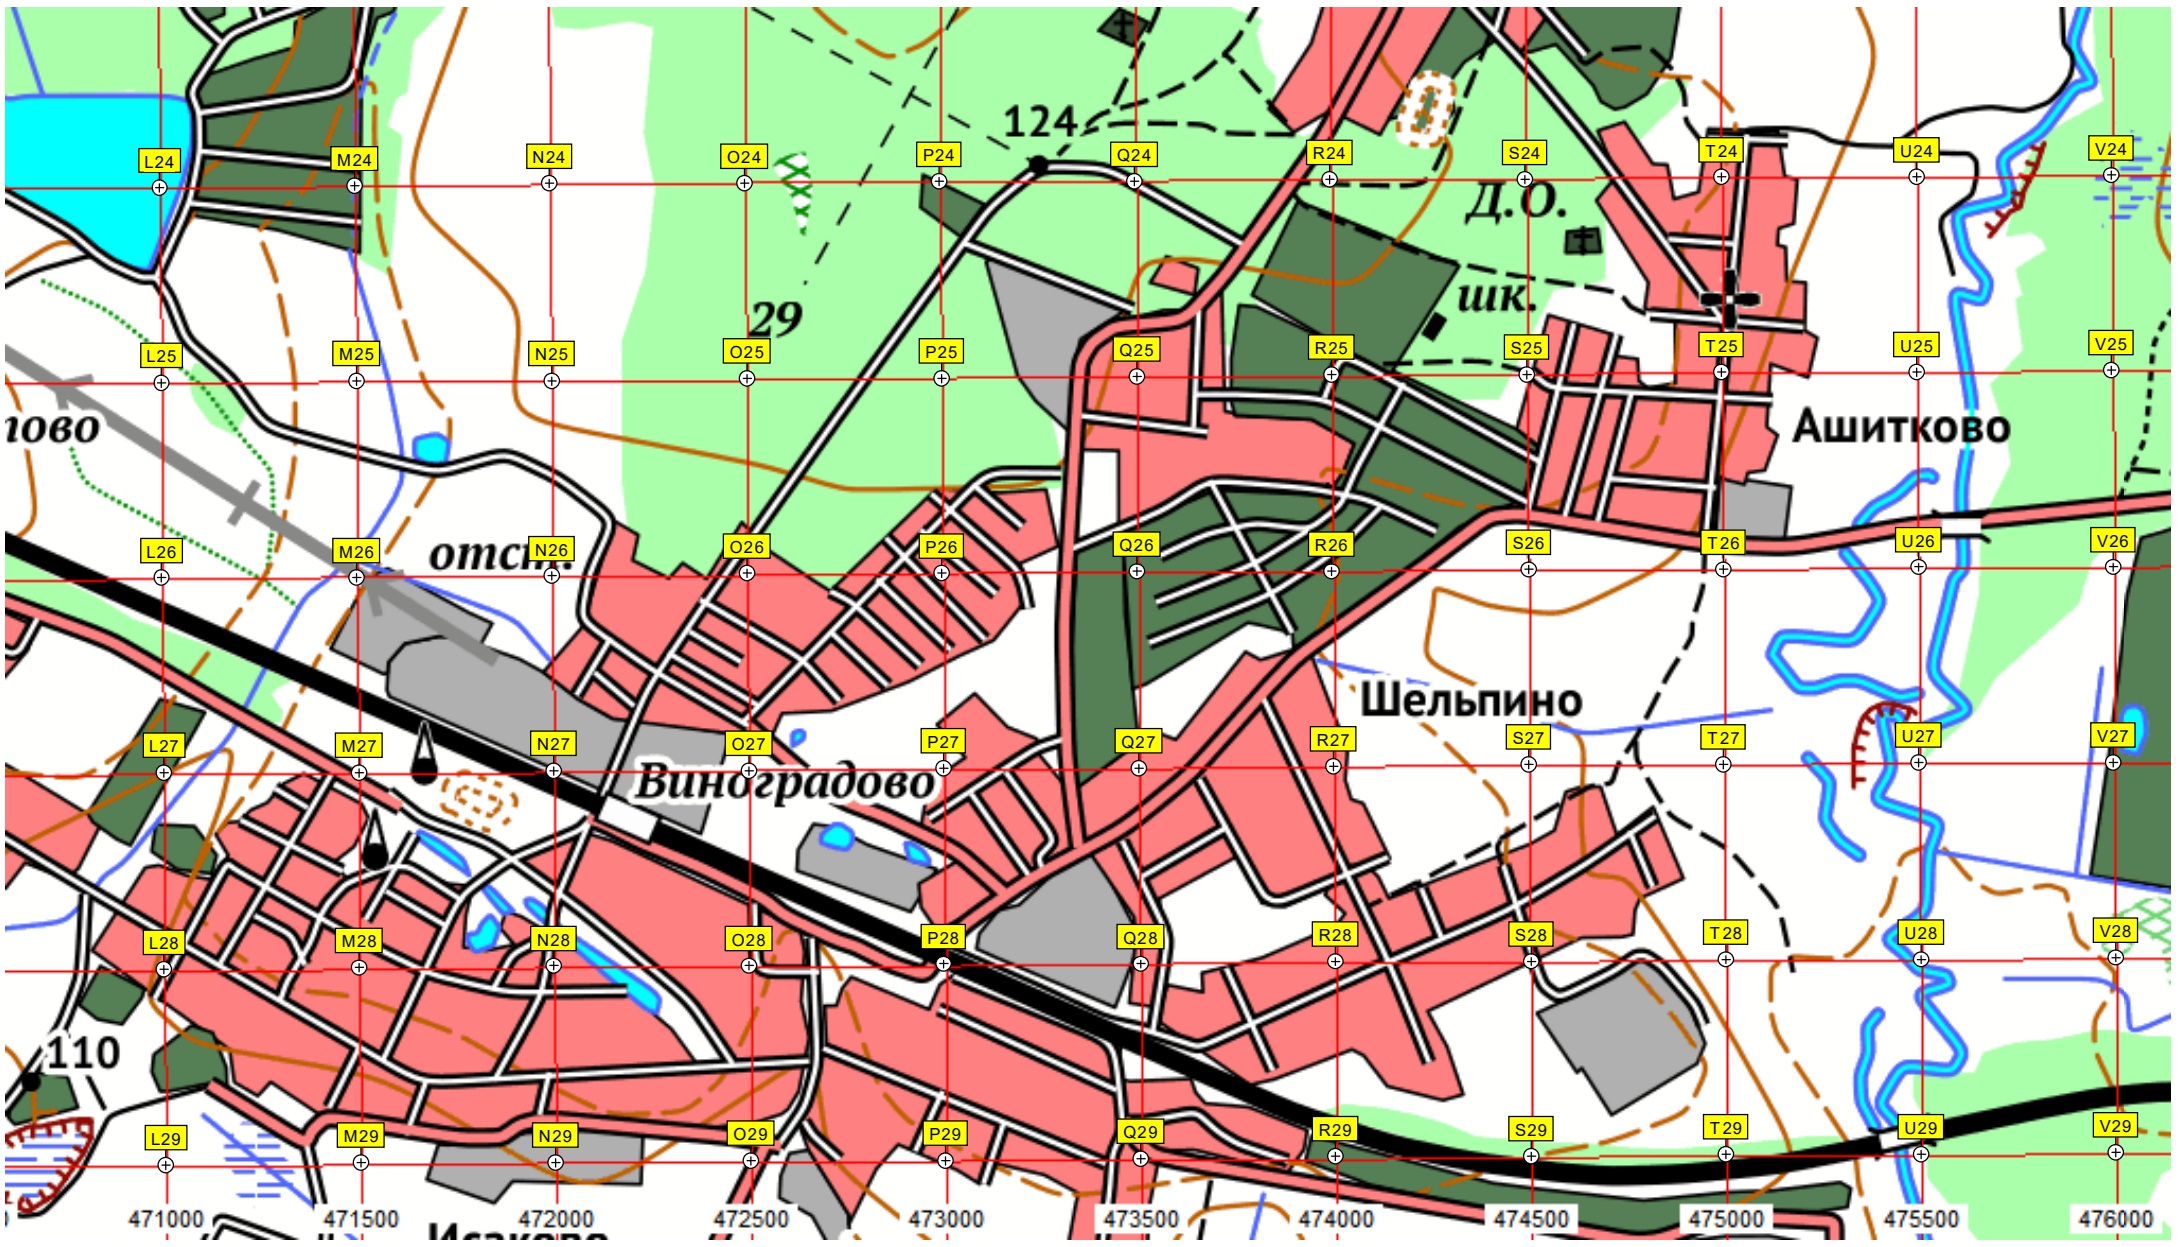 124
L24 M24 N24 O24 P24 Q24 R24 S24 T24 U24 V24
Д.О.
29
шк.
L25 M25 N25 O25 P25 Q25 R25 S25 T25 U25 V25
Ашитково
отст.
L26 M26 N26 O26 P26 Q26 R26 S26 T26 U26 V26
Шельпино
L27 M27 N27 O27 P27 Q27 R27 S27 T27 U27 V27
Виноградово
L28 M28 N28 O28 P28 Q28 R28 S28 T28 U28 V28
110
L29 M29 N29 O29 P29 Q29 R29 S29 T29 U29 V29
471000 471500 472000 472500 473000 473500 474000 474500 475000 475500 476000
Исаково